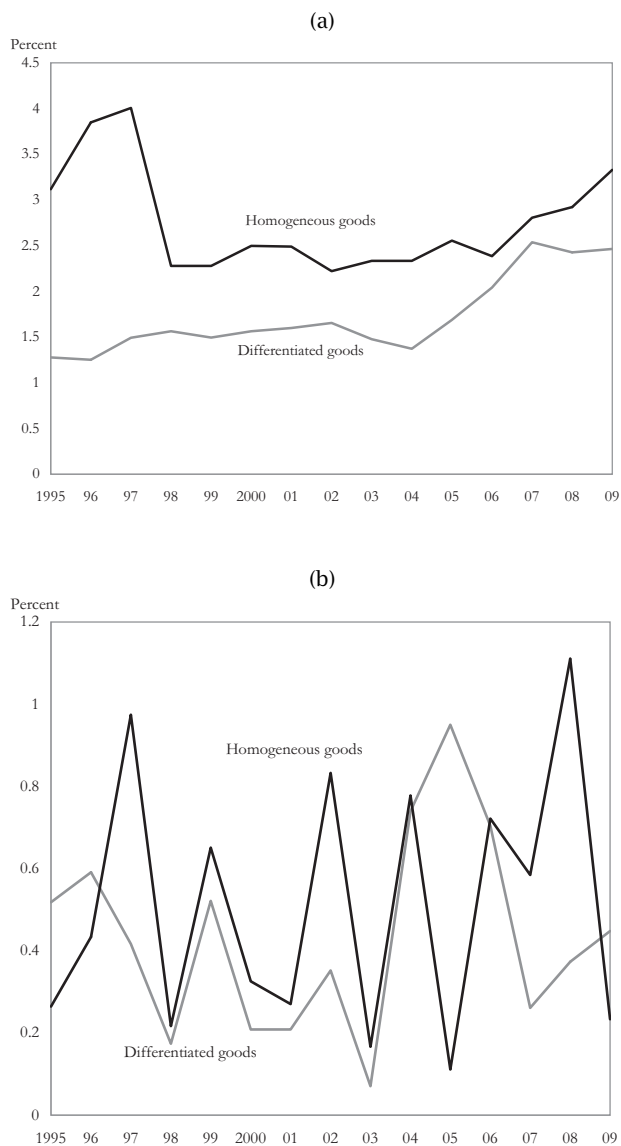 (a)
Percent
4.5
4
3.5
3
Homogeneous goods
2.5
2
1.5
Differentiated goods
1
0.5
0
1995 96 97 98 99 2000 01 02 03 04 05 06 07 08 09
(b)
Percent
1.2
1
Homogeneous goods
0.8
0.6
0.4
0.2
Differentiated goods
0
1995 96 97 98 99 2000 01 02 03 04 05 06 07 08 09